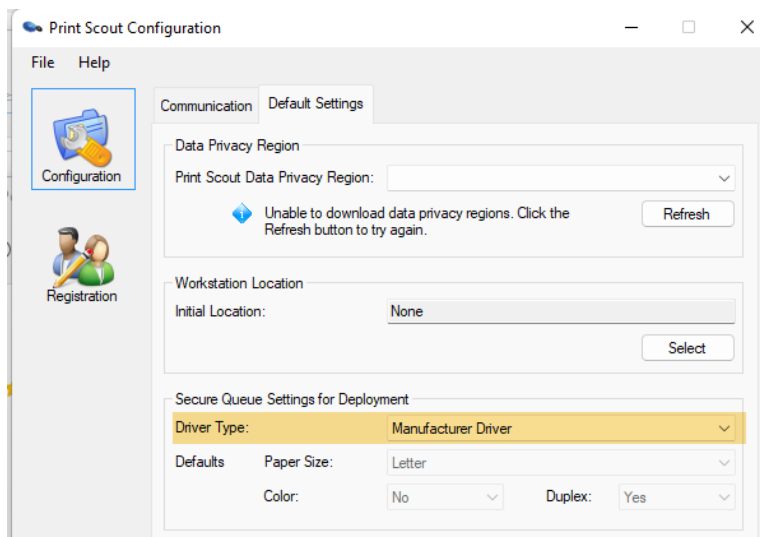 Print Scout Configuration
File Help
Configuration
Registration
Communication Default Settings
Data Privacy Region
Print Scout Data Privacy Region:
Unable to download data privacy regions. Click the
Refresh button to try again.
Refresh
Workstation Location
Initial Location: None
Select
Secure Queue Settings for Deployment
Driver Type: Manufacturer Driver
Defaults Paper Size: Letter
Color: No Duplex: Yes